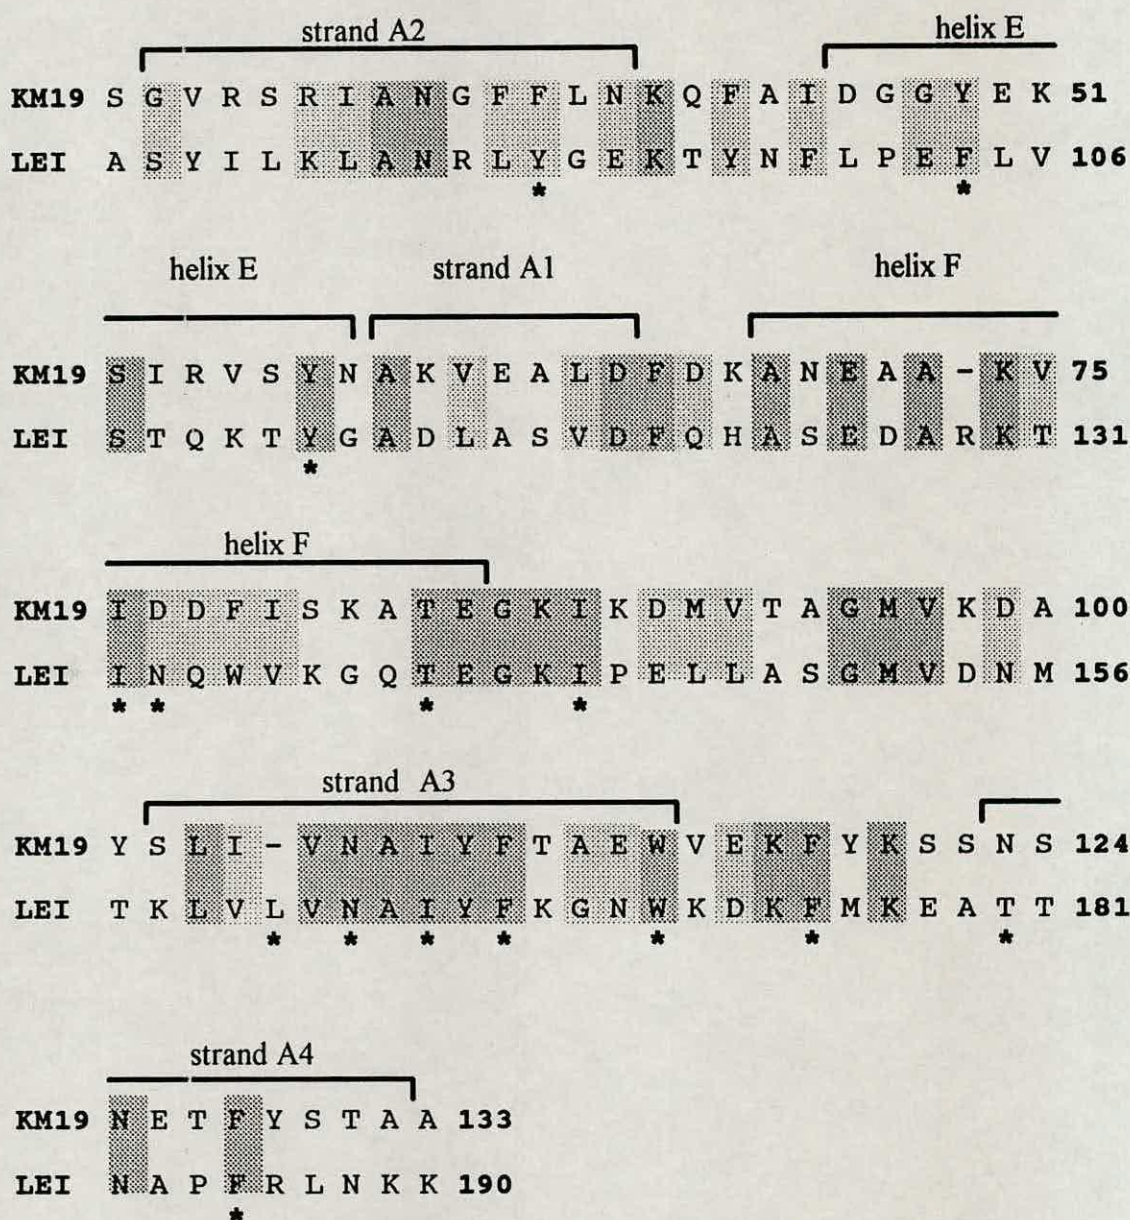 strand A2 helix E
KM19 S G V R S R I A N G F F L N K Q F A I D G G Y E K 51
LEI A S Y I L K L A N R L Y G E K T Y N F L P E F L V 106
* *
helix E strand A1 helix F
KM19 S I R V S Y N A K V E A L D F D K A N E A A - K V 75
LEI S T Q K T Y G A D L A S V D F Q H A S E D A R K T 131
*
helix F
KM19 I D D F I S K A T E G K I K D M V T A G M V K D A 100
LEI I N Q W V K G Q T E G K I P E L L A S G M V D N M 156
* * * *
strand A3
KM19 Y S L I - V N A I Y F T A E W V E K F Y K S S N S 124
LEI T K L V L V N A I Y F K G N W K D K F M K E A T T 181
* * * * * * *
strand A4
KM19 N E T F Y S T A A 133
LEI N A P F R L N K K 190
*